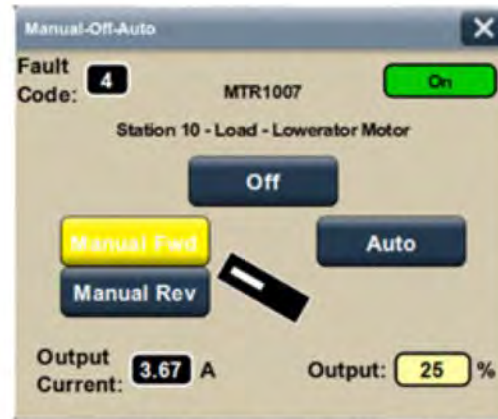 Manual-Off-Auto
Fault Code: 4
MTR1007
On
Station 10 - Load - Lowerator Motor
Off
Manual Fwd
Auto
Manual Rev
Output Current: 3.67 A
Output: 25 %